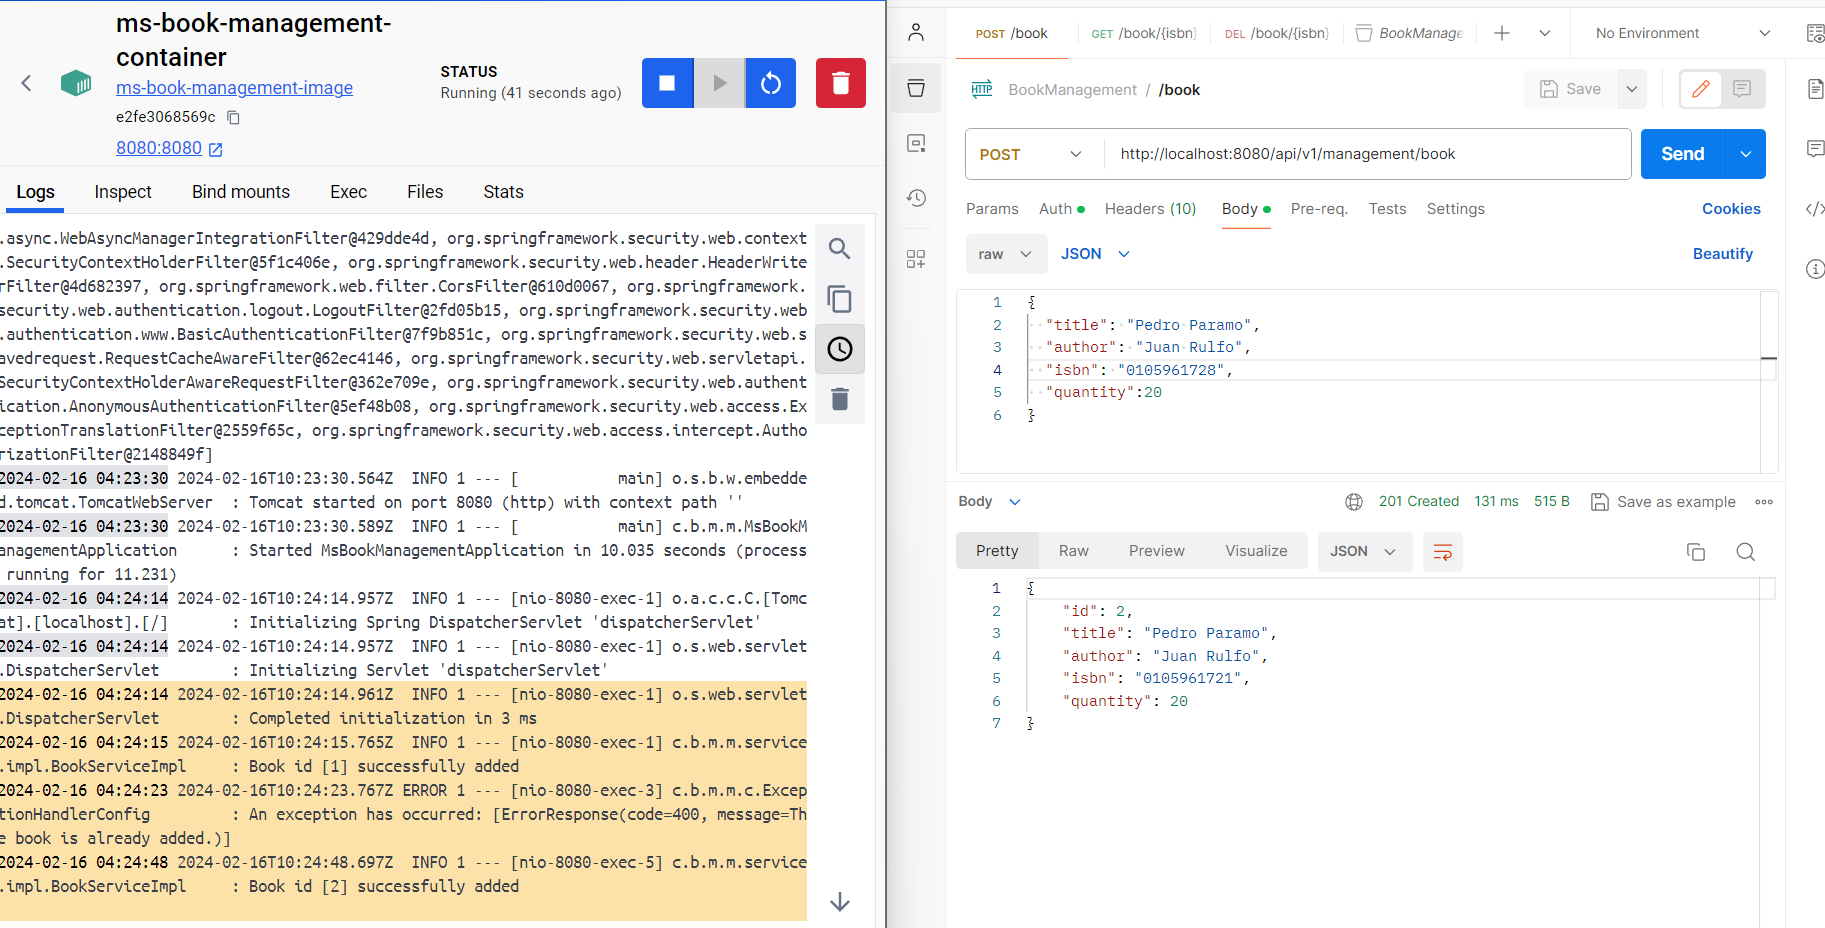 ms-book-management-
container
ms-book-management-image
e2fe3068569c
8080:8080
STATUS
Running (41 seconds ago)
Logs
Inspect
Bind mounts
Exec
Files
Stats
.async.WebAsyncManagerIntegrationFilter@429dde4d, org.springframework.security.web.context
.SecurityContextHolderFilter@5f1c406e, org.springframework.security.web.header.HeaderWrite
rFilter@4d682397, org.springframework.web.filter.CorsFilter@610d0067, org.springframework.
security.web.authentication.logout.LogoutFilter@2fd05b15, org.springframework.security.web
.authentication.www.BasicAuthenticationFilter@7f9b851c, org.springframework.security.web.s
avedrequest.RequestCacheAwareFilter@62ec4146, org.springframework.security.web.servletapi.
SecurityContextHolderAwareRequestFilter@362e709e, org.springframework.security.web.authent
ication.AnonymousAuthenticationFilter@5ef48b08, org.springframework.security.web.access.Ex
ceptionTranslationFilter@2559f65c, org.springframework.security.web.access.intercept.Autho
rizationFilter@2148849f]
2024-02-16 04:23:30 2024-02-16T10:23:30.564Z  INFO 1 --- [           main] o.s.b.w.embedde
d.tomcat.TomcatWebServer  : Tomcat started on port 8080 (http) with context path ''
2024-02-16 04:23:30 2024-02-16T10:23:30.589Z  INFO 1 --- [           main] c.b.m.m.MsBookM
anagementApplication      : Started MsBookManagementApplication in 10.035 seconds (process
running for 11.231)
2024-02-16 04:24:14 2024-02-16T10:24:14.957Z  INFO 1 --- [nio-8080-exec-1] o.a.c.c.C.[Tomc
at].[localhost].[/]       : Initializing Spring DispatcherServlet 'dispatcherServlet'
2024-02-16 04:24:14 2024-02-16T10:24:14.957Z  INFO 1 --- [nio-8080-exec-1] o.s.web.servlet
.DispatcherServlet        : Initializing Servlet 'dispatcherServlet'
2024-02-16 04:24:14 2024-02-16T10:24:14.961Z  INFO 1 --- [nio-8080-exec-1] o.s.web.servlet
.DispatcherServlet        : Completed initialization in 3 ms
2024-02-16 04:24:15 2024-02-16T10:24:15.765Z  INFO 1 --- [nio-8080-exec-1] c.b.m.m.service
.impl.BookServiceImpl     : Book id [1] successfully added
2024-02-16 04:24:23 2024-02-16T10:24:23.767Z ERROR 1 --- [nio-8080-exec-3] c.b.m.m.c.Excep
tionHandlerConfig         : An exception has occurred: [ErrorResponse(code=400, message=Th
e book is already added.)]
2024-02-16 04:24:48 2024-02-16T10:24:48.697Z  INFO 1 --- [nio-8080-exec-5] c.b.m.m.service
.impl.BookServiceImpl     : Book id [2] successfully added
POST /book
GET /book/{isbn}
DEL /book/{isbn}
BookManage
No Environment
HTTP
BookManagement / /book
Save
POST
http://localhost:8080/api/v1/management/book
Send
Params
Auth
Headers (10)
Body
Pre-req.
Tests
Settings
Cookies
raw
JSON
Beautify
1 {
2 "title": "Pedro Paramo",
3 "author": "Juan Rulfo",
4 "isbn": "0105961728",
5 "quantity":20
6 }
Body
201 Created
131 ms
515 B
Save as example
Pretty
Raw
Preview
Visualize
JSON
1 {
2 "id": 2,
3 "title": "Pedro Paramo",
4 "author": "Juan Rulfo",
5 "isbn": "0105961721",
6 "quantity": 20
7 }